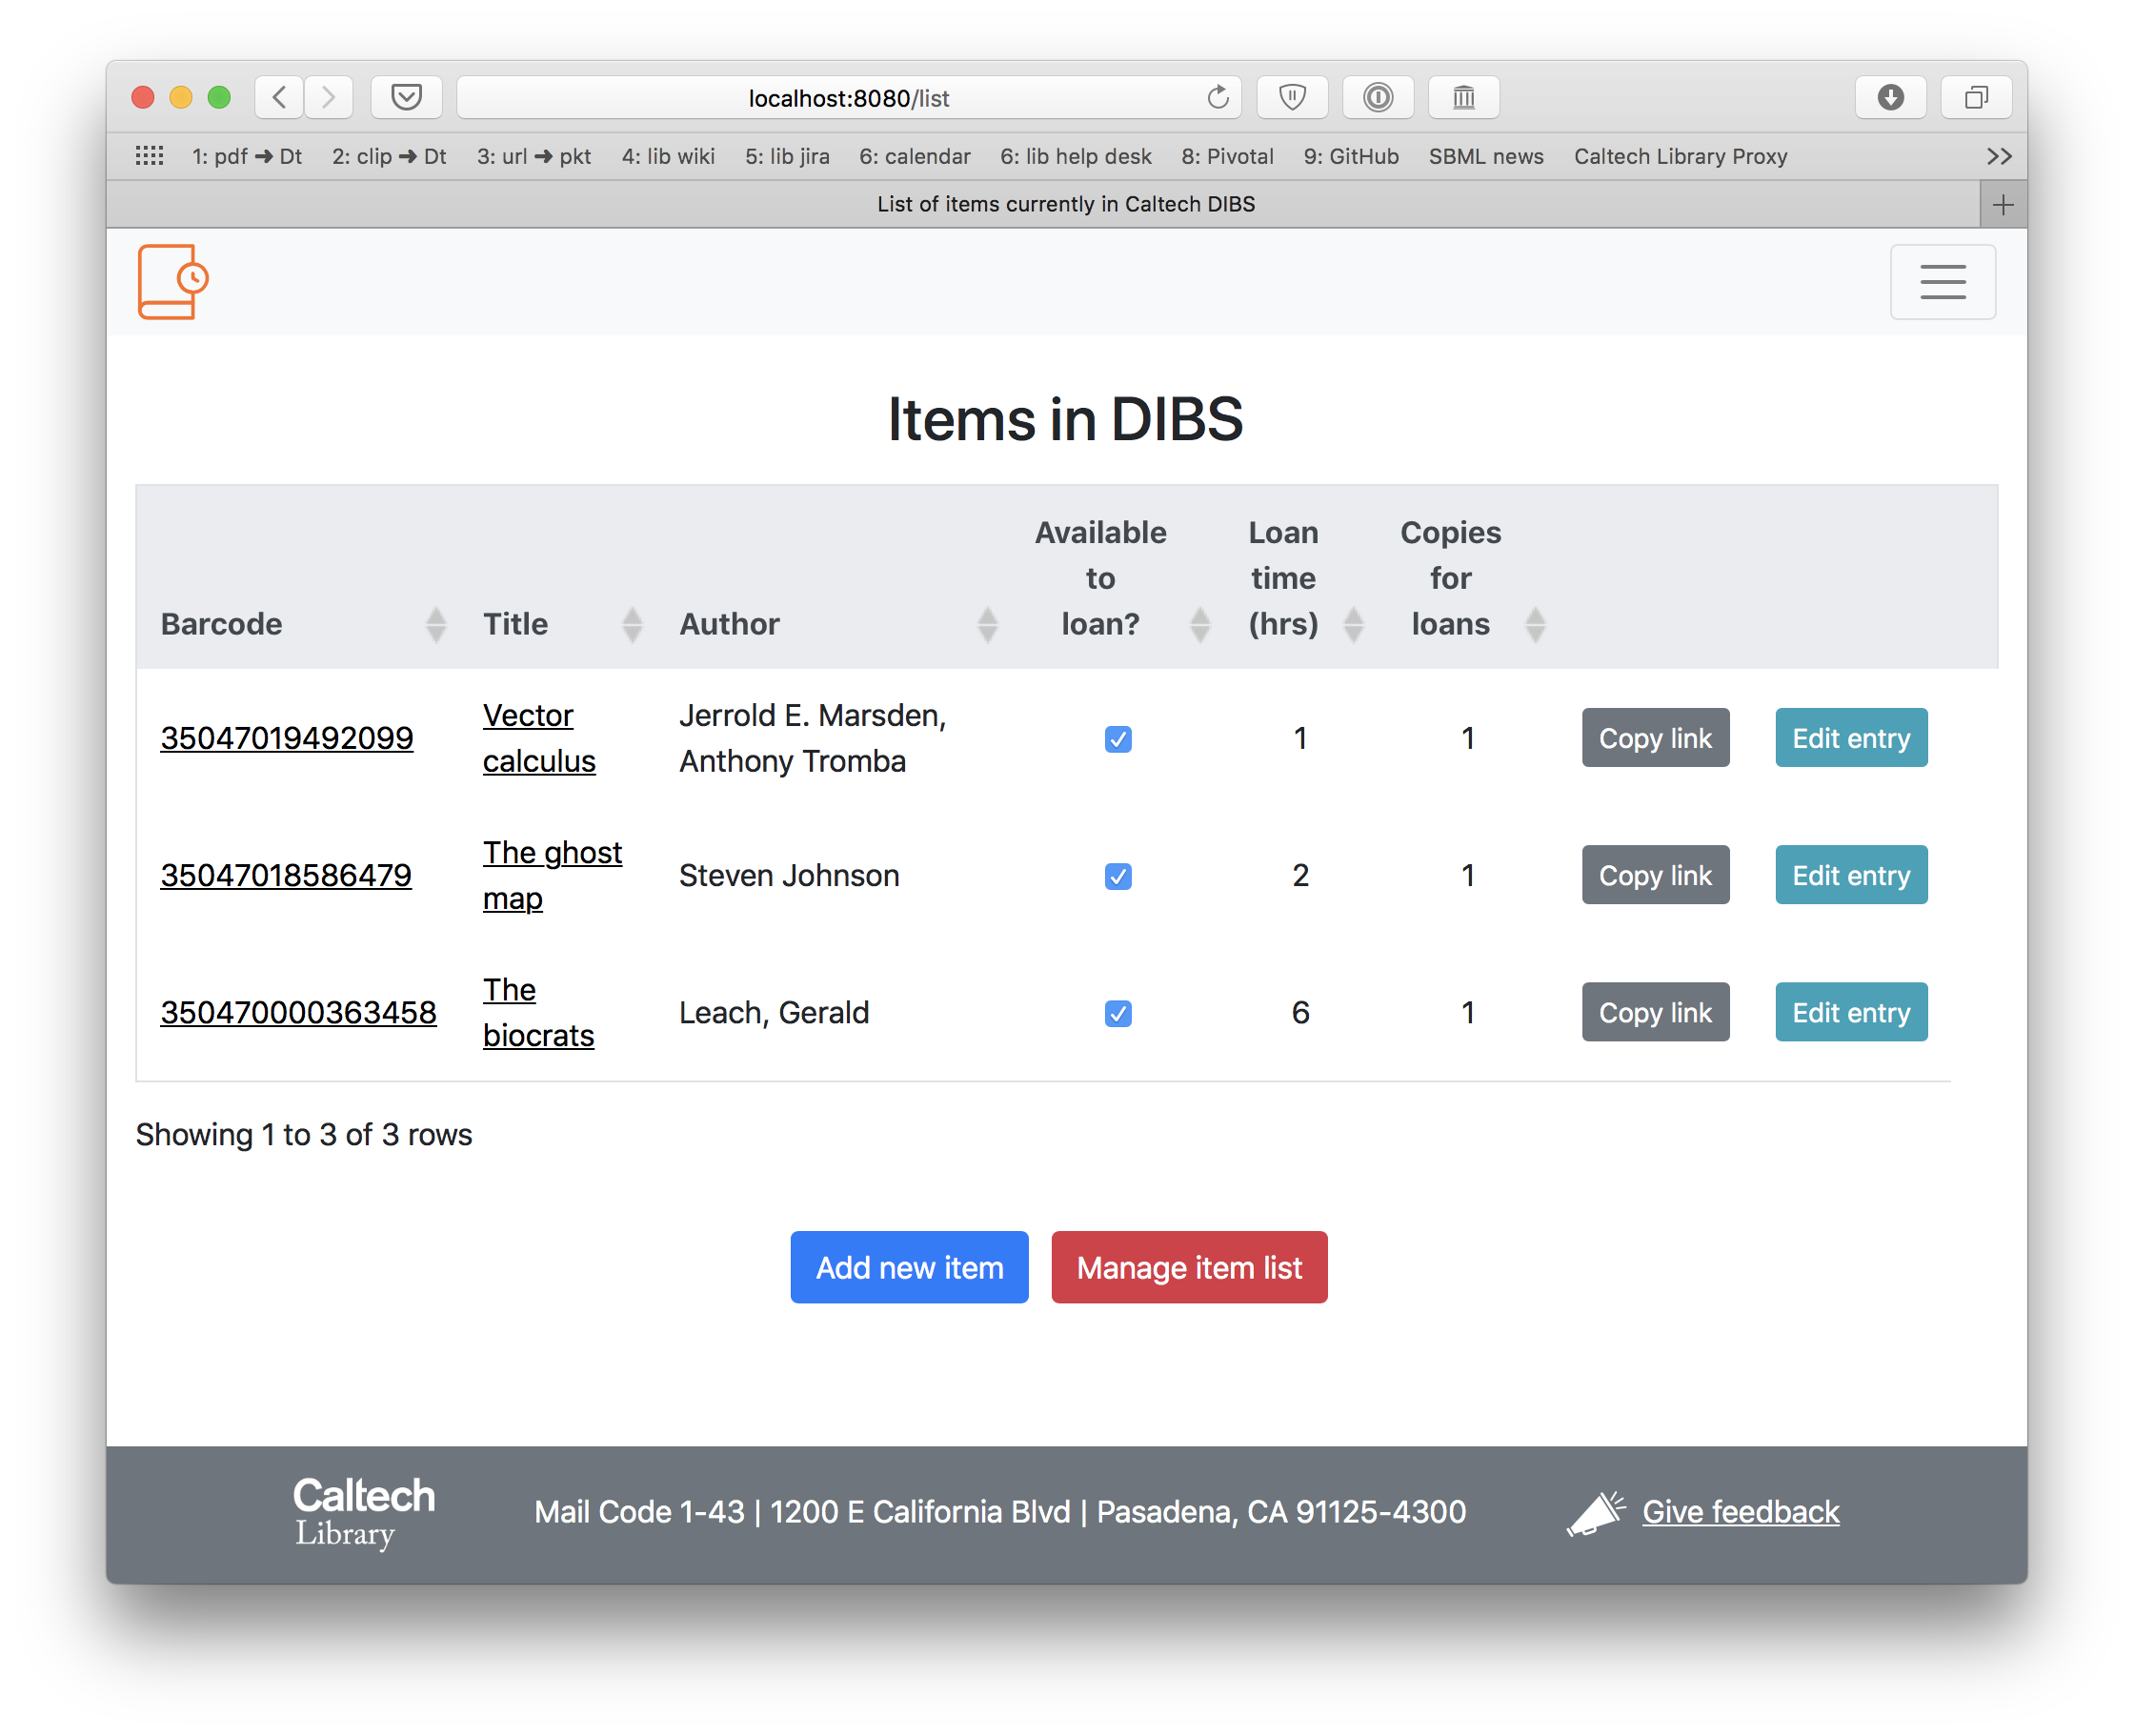 localhost:8080/list
1: pdf ➜ Dt 2: clip ➜ Dt 3: url ➜ pkt 4: lib wiki 5: lib jira 6: calendar 6: lib help desk 8: Pivotal 9: GitHub SBML news Caltech Library Proxy >>
List of items currently in Caltech DIBS
Items in DIBS
Barcode Title Author Available to loan? Loan time (hrs) Copies for loans
35047019492099 Vector calculus Jerrold E. Marsden, Anthony Tromba 1 1 Copy link Edit entry
35047018586479 The ghost map Steven Johnson 2 1 Copy link Edit entry
350470000363458 The biocrats Leach, Gerald 6 1 Copy link Edit entry
Showing 1 to 3 of 3 rows
Add new item Manage item list
Caltech Library Mail Code 1-43 | 1200 E California Blvd | Pasadena, CA 91125-4300 Give feedback